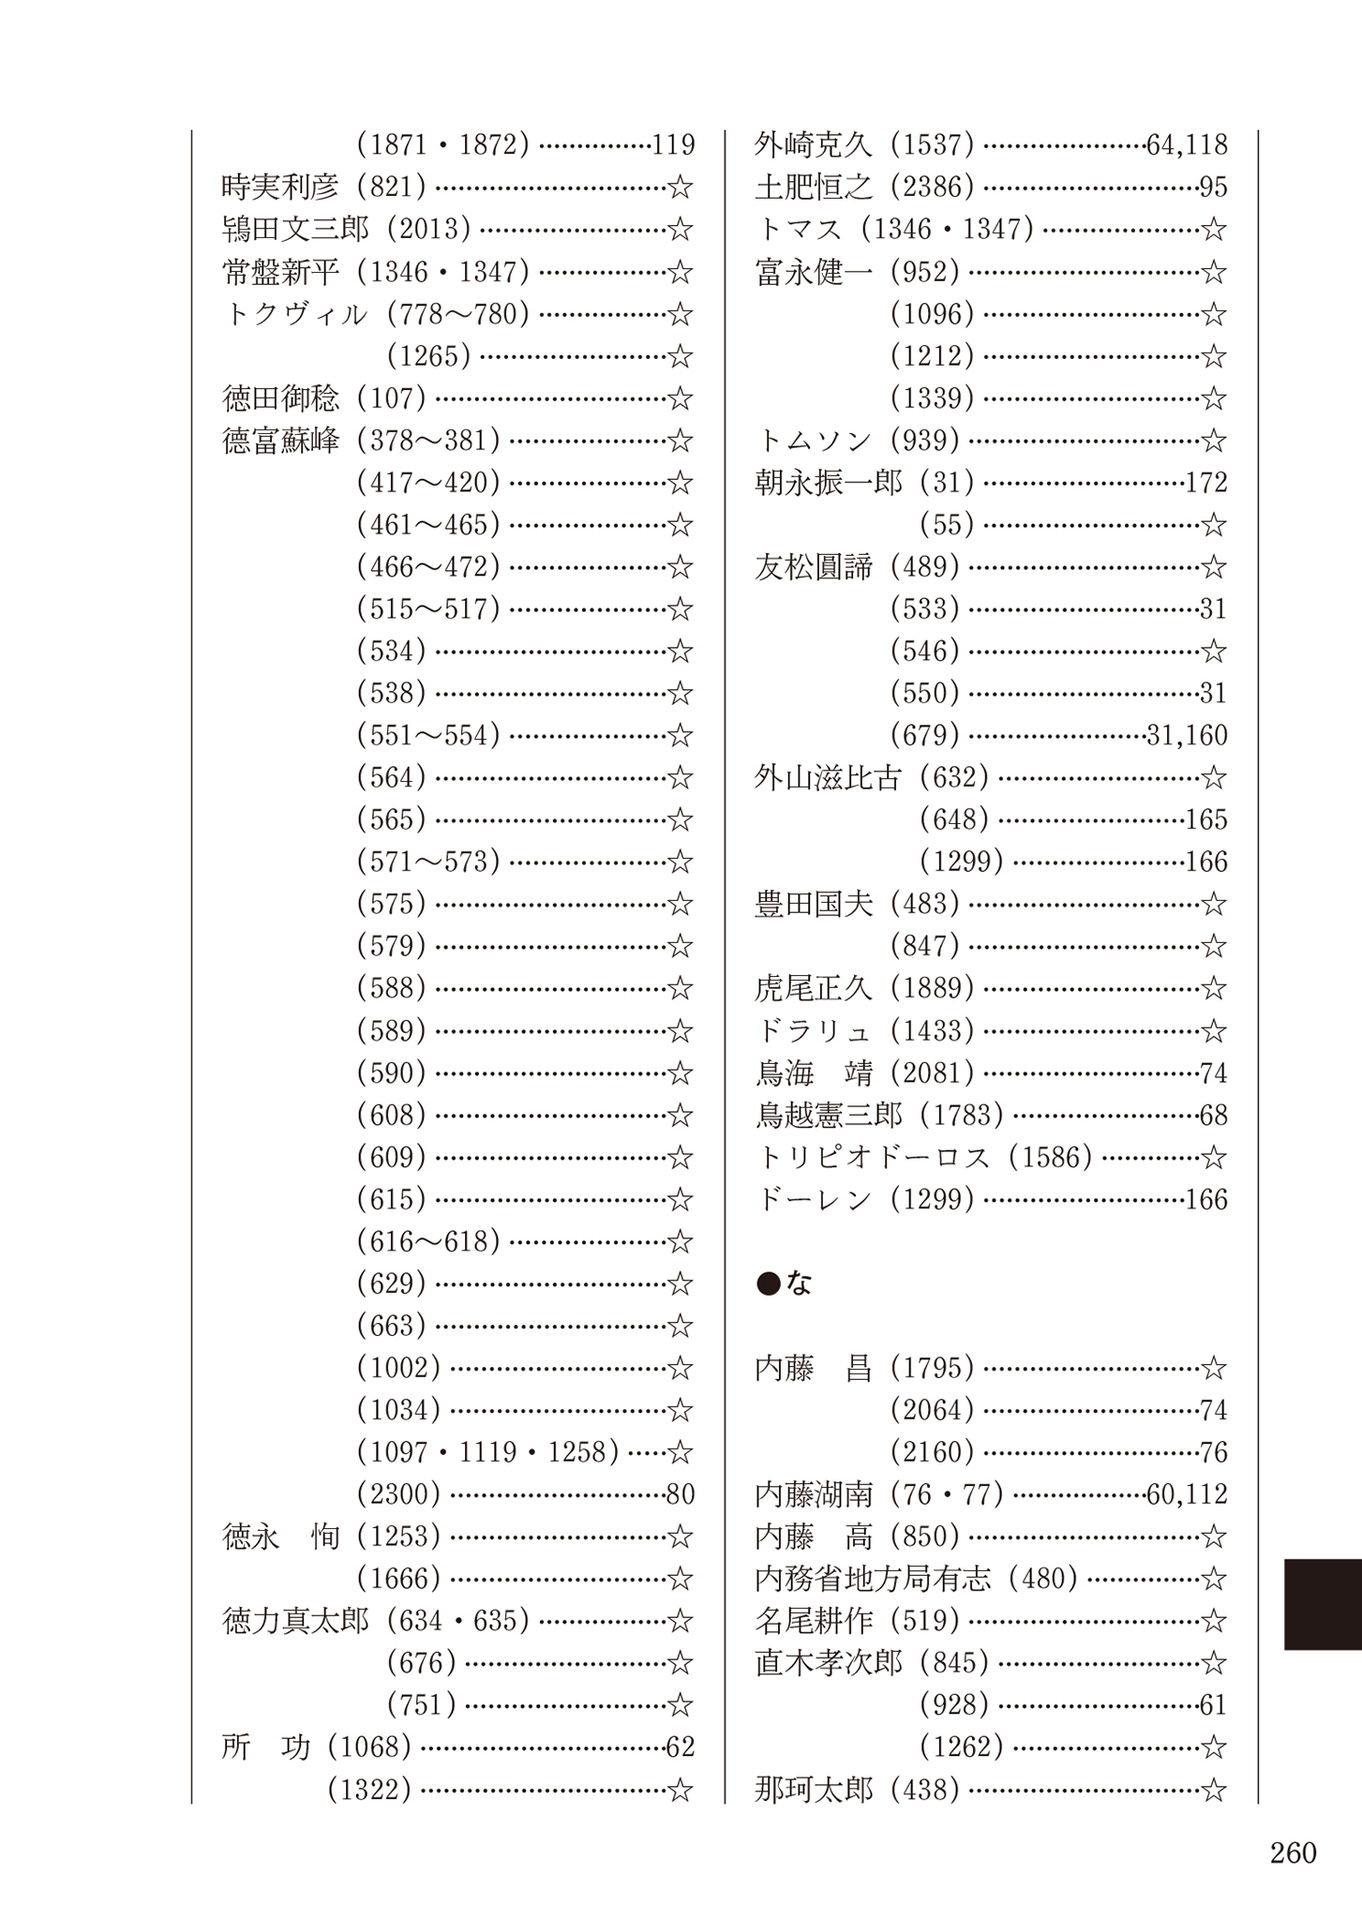 (1871・1872)……………119
時実利彦 (821)……………………………☆
鴇田文三郎 (2013)………………………☆
常盤新平 (1346・1347)………………☆
トクヴィル (778〜780)………………☆
(1265)………………………☆
徳田御稔 (107)……………………………☆
徳富蘇峰 (378〜381)…………………☆
(417〜420)…………………☆
(461〜465)…………………☆
(466〜472)…………………☆
(515〜517)…………………☆
(534)……………………………☆
(538)……………………………☆
(551〜554)…………………☆
(564)……………………………☆
(565)……………………………☆
(571〜573)…………………☆
(575)……………………………☆
(579)……………………………☆
(588)……………………………☆
(589)……………………………☆
(590)……………………………☆
(608)……………………………☆
(609)……………………………☆
(615)……………………………☆
(616〜618)…………………☆
(629)……………………………☆
(663)……………………………☆
(1002)…………………………☆
(1034)…………………………☆
(1097・1119・1258)……☆
(2300)…………………………80
徳永　恂 (1253)…………………………☆
(1666)…………………………☆
徳力真太郎 (634・635)………………☆
(676)………………………☆
(751)………………………☆
所　功 (1068)……………………………62
(1322)……………………………☆
外崎克久 (1537)…………………64,118
土肥恒之 (2386)…………………………95
トマス (1346・1347)…………………☆
富永健一 (952)……………………………☆
(1096)…………………………☆
(1212)…………………………☆
(1339)…………………………☆
トムソン (939)……………………………☆
朝永振一郎 (31)………………………172
(55)…………………………☆
友松圓諦 (489)……………………………☆
(533)……………………………31
(546)……………………………☆
(550)……………………………31
(679)……………………31,160
外山滋比古 (632)………………………☆
(648)……………………165
(1299)……………………166
豊田国夫 (483)……………………………☆
(847)……………………………☆
虎尾正久 (1889)…………………………☆
ドラリュ (1433)…………………………☆
鳥海　靖 (2081)…………………………74
鳥越憲三郎 (1783)……………………68
トリピオドーロス (1586)…………☆
ドーレン (1299)………………………166
●な
内藤　昌 (1795)…………………………☆
(2064)…………………………74
(2160)…………………………76
内藤湖南 (76・77)………………60,112
内藤　高 (850)……………………………☆
内務省地方局有志 (480)……………☆
名尾耕作 (519)……………………………☆
直木孝次郎 (845)………………………☆
(928)………………………61
(1262)……………………☆
那珂太郎 (438)……………………………☆
260